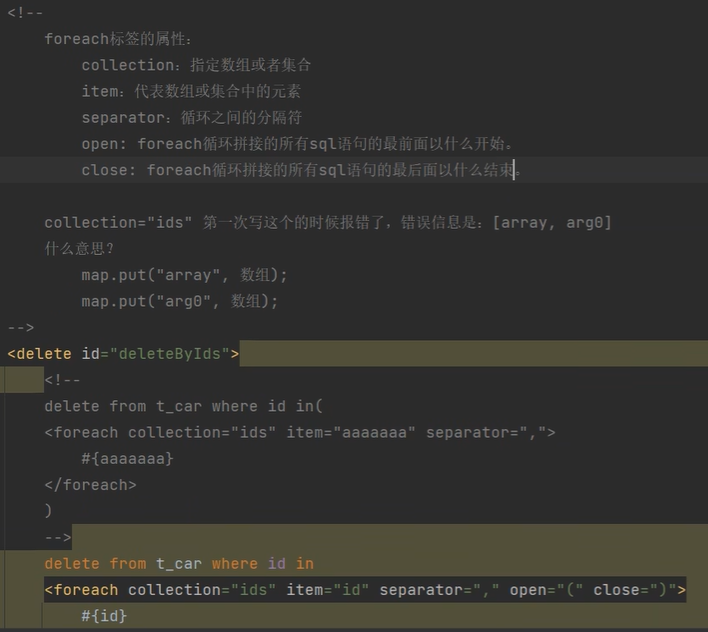 <!--
foreach标签的属性:
collection：指定数组或者集合
item：代表数组或集合中的元素
separator：循环之间的分隔符
open: foreach循环拼接的所有sql语句的最前面以什么开始。
close: foreach循环拼接的所有sql语句的最后面以什么结束。
collection="ids" 第一次写这个的时候报错了，错误信息是：[array, arg0]
什么意思？
map.put("array", 数组);
map.put("arg0", 数组);
-->
<delete id="deleteByIds">
<!--
delete from t_car where id in(
<foreach collection="ids" item="aaaaaaa" separator=",">
#{aaaaaaa}
</foreach>
)
-->
delete from t_car where id in
<foreach collection="ids" item="id" separator="," open="(" close=")">
#{id}